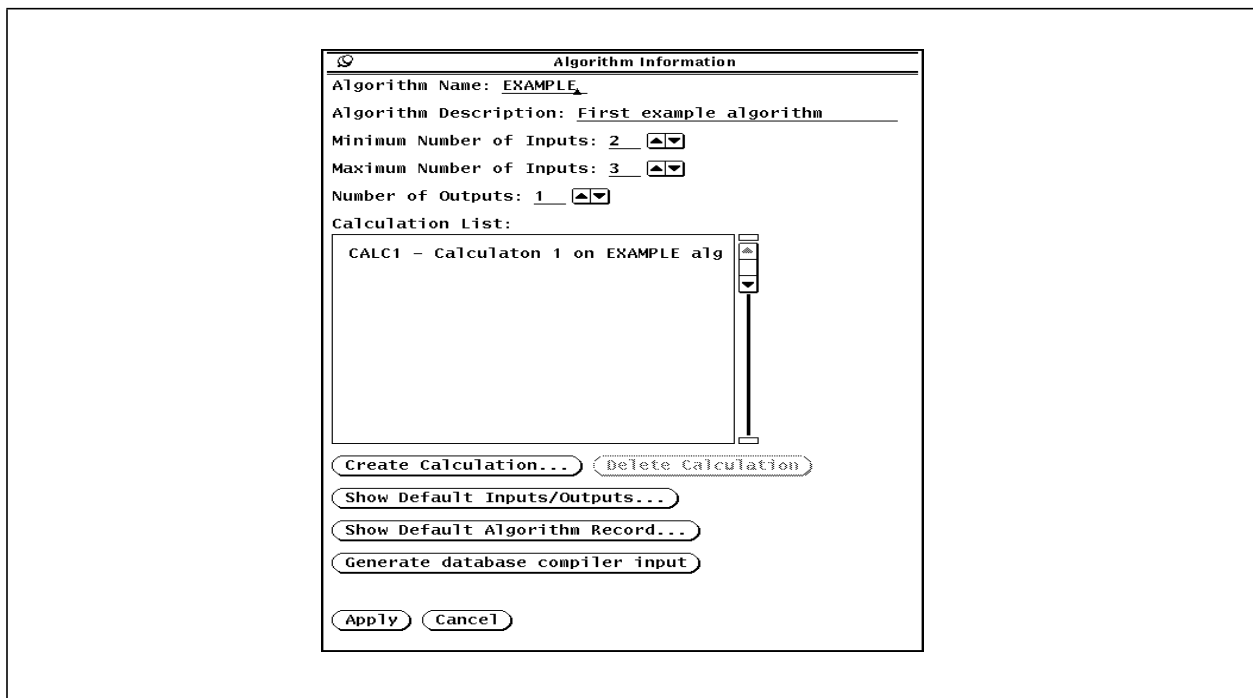 Algorithm Information
Algorithm Name: EXAMPLE
Algorithm Description: First example algorithm
Minimum Number of Inputs: 2
Maximum Number of Inputs: 3
Number of Outputs: 1
Calculation List:
CALC1 – Calculaton 1 on EXAMPLE alg
Create Calculation... Delete Calculation
Show Default Inputs/Outputs...
Show Default Algorithm Record...
Generate database compiler input
Apply Cancel